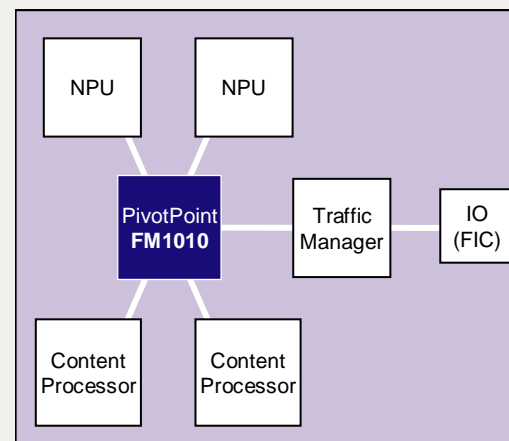 NPU
NPU
PivotPoint
FM1010
Traffic
Manager
IO
(FIC)
Content
Processor
Content
Processor